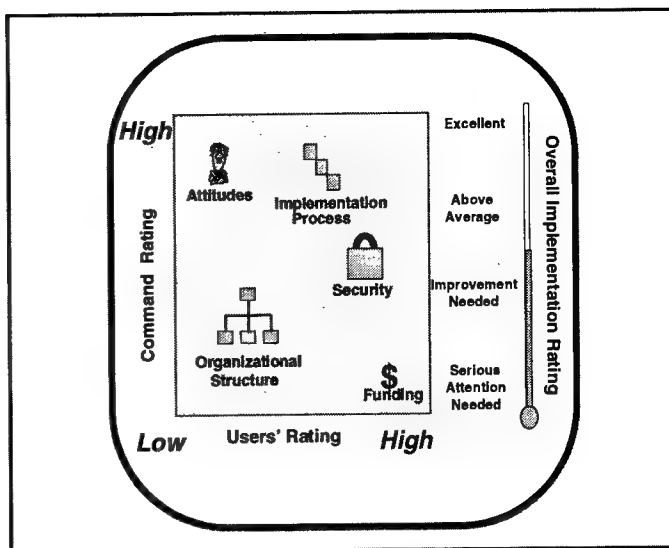 High
Attitudes
Implementation
Process
Security
Organizational
Structure
$
Funding
Command Rating
Low
Users' Rating
High
Excellent
Above
Average
Improvement
Needed
Serious
Attention
Needed
Overall Implementation Rating